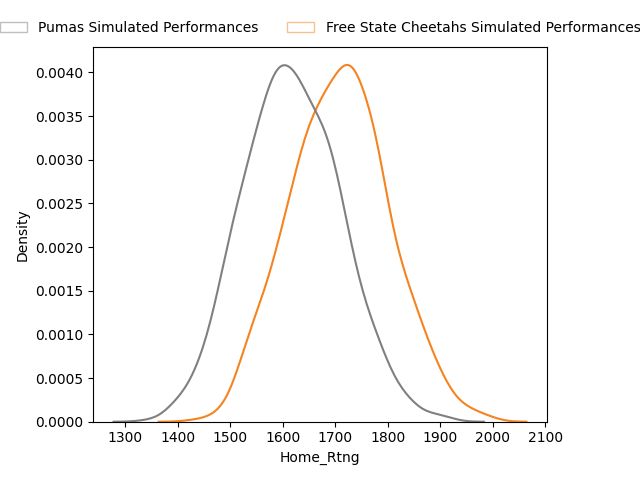 Pumas Simulated Performances Free State Cheetahs Simulated Performances
0.0040
0.0035
0.0030
0.0025
0.0020
0.0015
0.0010
0.0005
0.0000
Density
1300 1400 1500 1600 1700 1800 1900 2000 2100
Home_Rtng